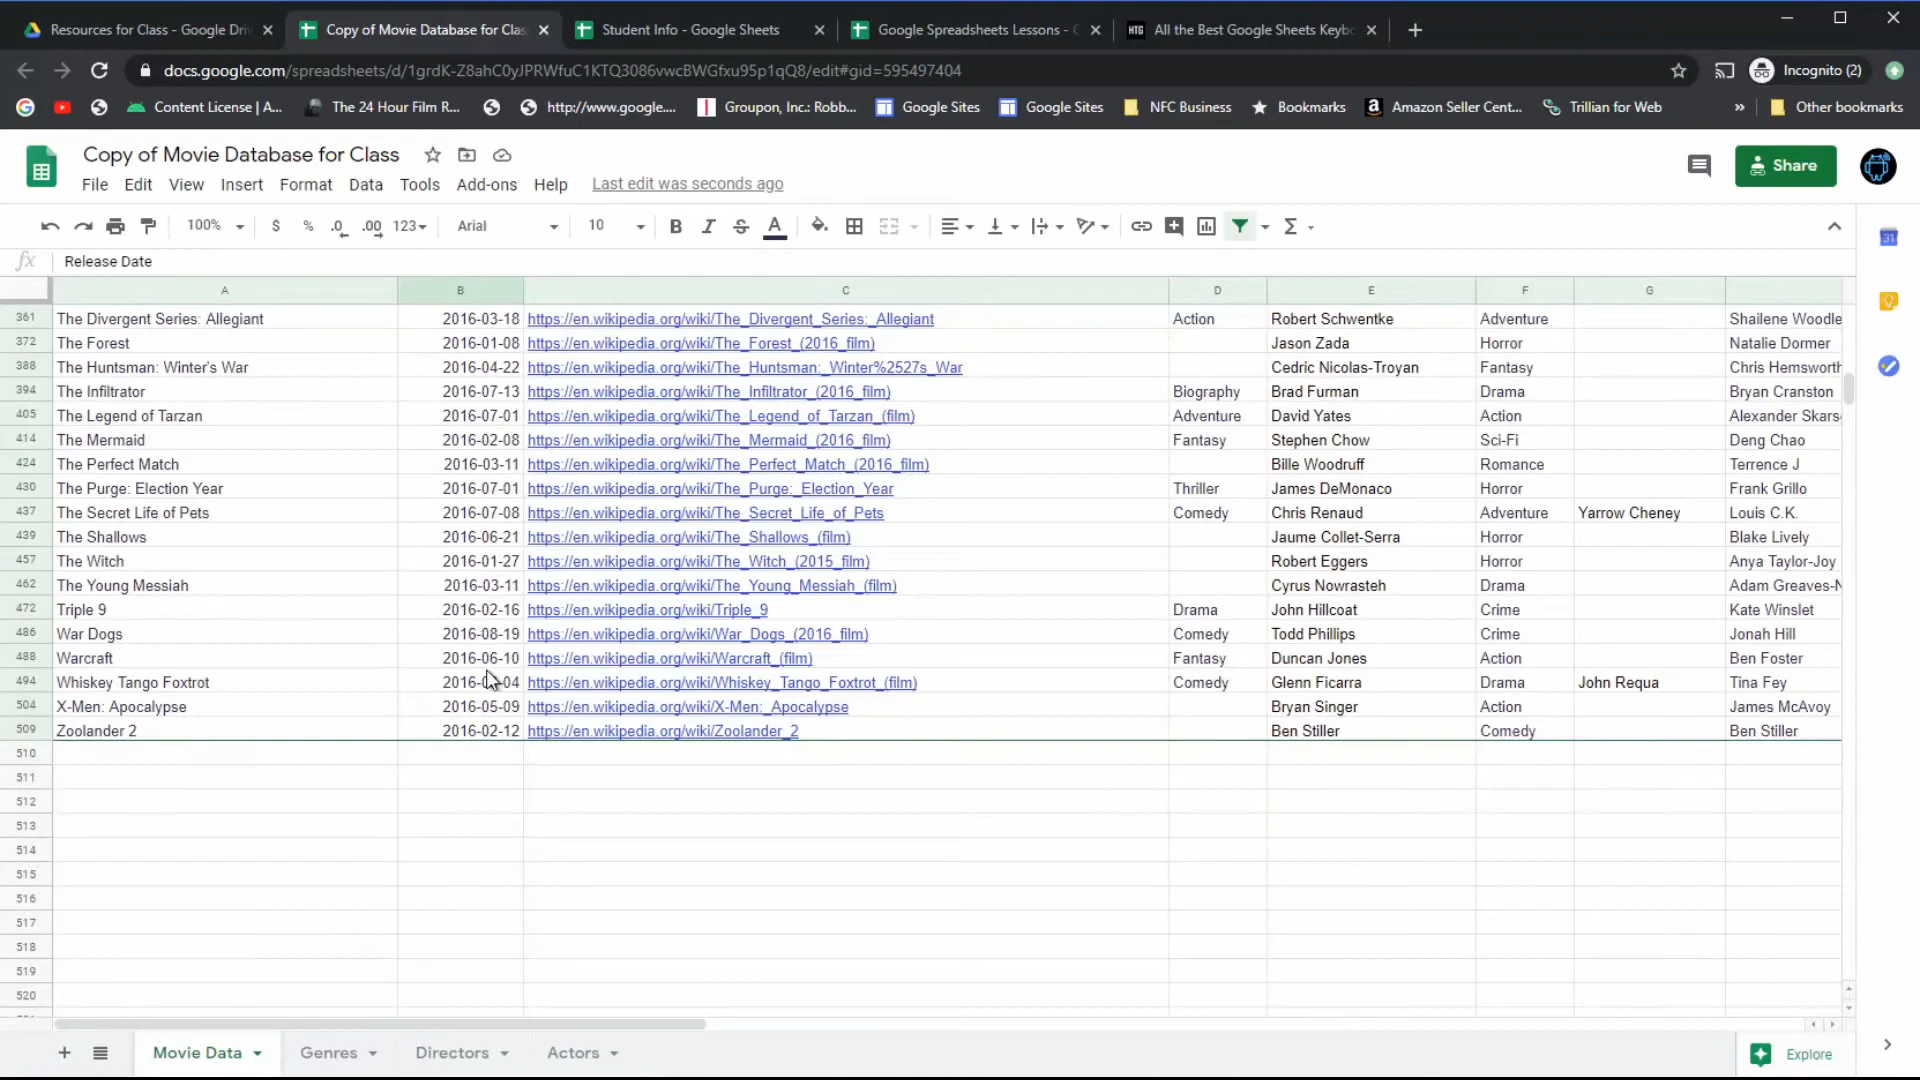 Resources for Class - Google Dri
Copy of Movie Database for Clas
Student Info - Google Sheets
Google Spreadsheets Lessons - G
HTG All the Best Google Sheets Keybo
docs.google.com/spreadsheets/d/1grdK-Z8ahC0yJPRWfuC1KTQ3086vwcBWGfxu95p1qQ8/edit#gid=595497404
Incognito (2)
Content License | A...
The 24 Hour Film R...
http://www.google....
Groupon, Inc.: Robb...
Google Sites
Google Sites
NFC Business
Bookmarks
Amazon Seller Cent...
Trillian for Web
»
Other bookmarks
Copy of Movie Database for Class
Share
File Edit View Insert Format Data Tools Add-ons Help Last edit was seconds ago
100% $ % .0 .00 123 Arial 10 B I S A Σ
fx Release Date
A B C D E F G
361 The Divergent Series: Allegiant 2016-03-18 https://en.wikipedia.org/wiki/The_Divergent_Series:_Allegiant Action Robert Schwentke Adventure Shailene Woodle
372 The Forest 2016-01-08 https://en.wikipedia.org/wiki/The_Forest_(2016_film) Jason Zada Horror Natalie Dormer
388 The Huntsman: Winter's War 2016-04-22 https://en.wikipedia.org/wiki/The_Huntsman:_Winter%2527s_War Cedric Nicolas-Troyan Fantasy Chris Hemsworth
394 The Infiltrator 2016-07-13 https://en.wikipedia.org/wiki/The_Infiltrator_(2016_film) Biography Brad Furman Drama Bryan Cranston
405 The Legend of Tarzan 2016-07-01 https://en.wikipedia.org/wiki/The_Legend_of_Tarzan_(film) Adventure David Yates Action Alexander Skars
414 The Mermaid 2016-02-08 https://en.wikipedia.org/wiki/The_Mermaid_(2016_film) Fantasy Stephen Chow Sci-Fi Deng Chao
424 The Perfect Match 2016-03-11 https://en.wikipedia.org/wiki/The_Perfect_Match_(2016_film) Bille Woodruff Romance Terrence J
430 The Purge: Election Year 2016-07-01 https://en.wikipedia.org/wiki/The_Purge:_Election_Year Thriller James DeMonaco Horror Frank Grillo
437 The Secret Life of Pets 2016-07-08 https://en.wikipedia.org/wiki/The_Secret_Life_of_Pets Comedy Chris Renaud Adventure Yarrow Cheney Louis C.K.
439 The Shallows 2016-06-21 https://en.wikipedia.org/wiki/The_Shallows_(film) Jaume Collet-Serra Horror Blake Lively
457 The Witch 2016-01-27 https://en.wikipedia.org/wiki/The_Witch_(2015_film) Robert Eggers Horror Anya Taylor-Joy
462 The Young Messiah 2016-03-11 https://en.wikipedia.org/wiki/The_Young_Messiah_(film) Cyrus Nowrasteh Drama Adam Greaves-N
472 Triple 9 2016-02-16 https://en.wikipedia.org/wiki/Triple_9 Drama John Hillcoat Crime Kate Winslet
486 War Dogs 2016-08-19 https://en.wikipedia.org/wiki/War_Dogs_(2016_film) Comedy Todd Phillips Crime Jonah Hill
488 Warcraft 2016-06-10 https://en.wikipedia.org/wiki/Warcraft_(film) Fantasy Duncan Jones Action Ben Foster
494 Whiskey Tango Foxtrot https://en.wikipedia.org/wiki/Whiskey_Tango_Foxtrot_(film) Comedy Glenn Ficarra Drama John Requa Tina Fey
504 X-Men: Apocalypse 2016-05-09 https://en.wikipedia.org/wiki/X-Men:_Apocalypse Bryan Singer Action James McAvoy
509 Zoolander 2 2016-02-12 https://en.wikipedia.org/wiki/Zoolander_2 Ben Stiller Comedy Ben Stiller
510
511
512
513
514
515
516
517
518
519
520
Movie Data Genres Directors Actors Explore